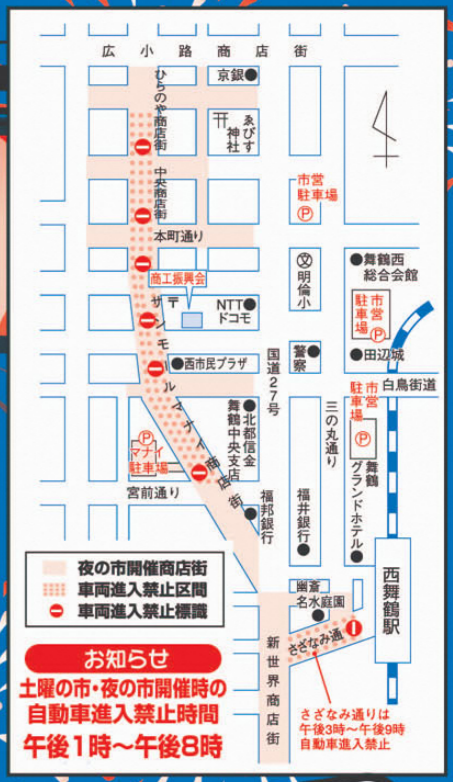 広小路商店街
ひらのや商店街
京銀
ゑびす
神社
中央商店街
市営
駐車場
P
本町通り
商工振興会
〒
NTT
ドコモ
文
明倫小
舞鶴西
総合会館
市営
駐車場
P
サンモールマナイ商店街
西市民プラザ
国道27号
警察
田辺城
白鳥街道
市営
駐車場
P
三の丸通り
北都信金
舞鶴中央支店
P
マナイ
駐車場
宮前通り
舞鶴
グランドホテル
福邦銀行
福井銀行
夜の市開催商店街
車両進入禁止区間
車両進入禁止標識
西舞鶴駅
幽斎
名水庭園
さざなみ通
新世界商店街
お知らせ
土曜の市・夜の市開催時の
自動車進入禁止時間
午後1時〜午後8時
さざなみ通りは
午後3時〜午後9時
自動車進入禁止